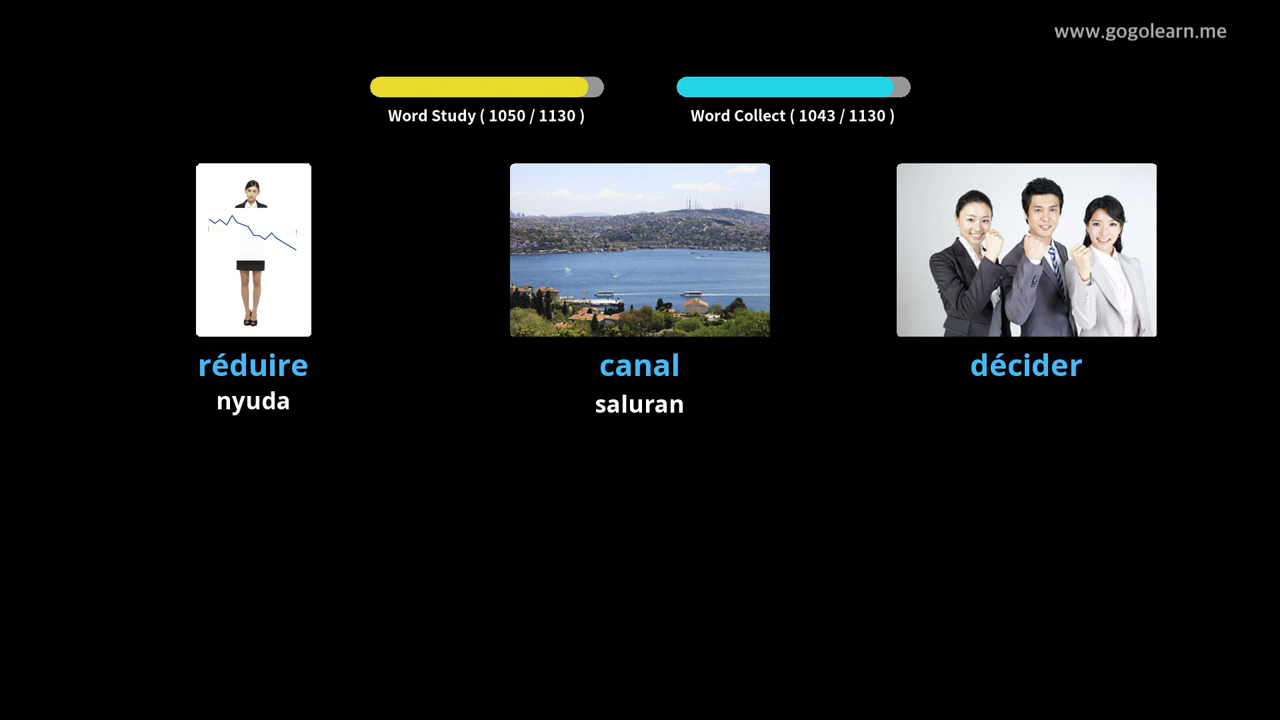 www.gogolearn.me
Word Study ( 1050 / 1130 )
Word Collect ( 1043 / 1130 )
réduire
nyuda
canal
saluran
décider